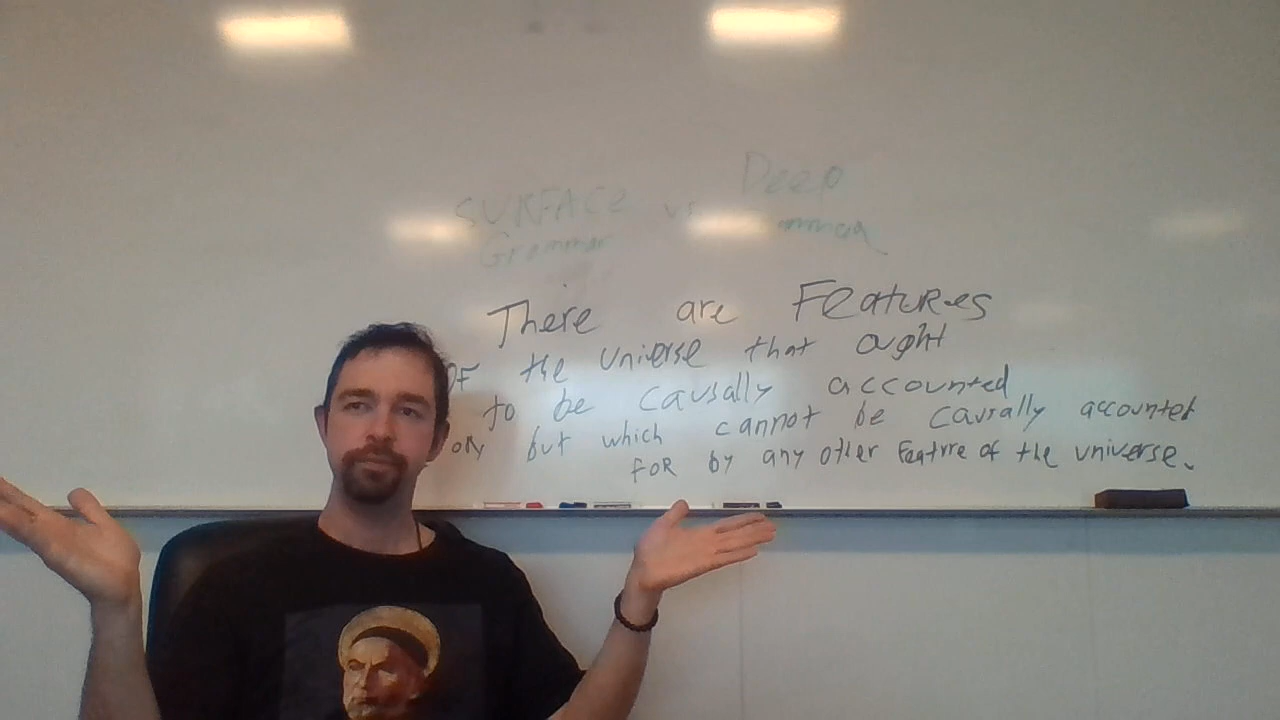 SURFACE vs Deep
Grammar
There are Features
OF the Universe that ought
to be causally accounted
but which cannot be causally accounted
FOR by any other Feature of the universe.